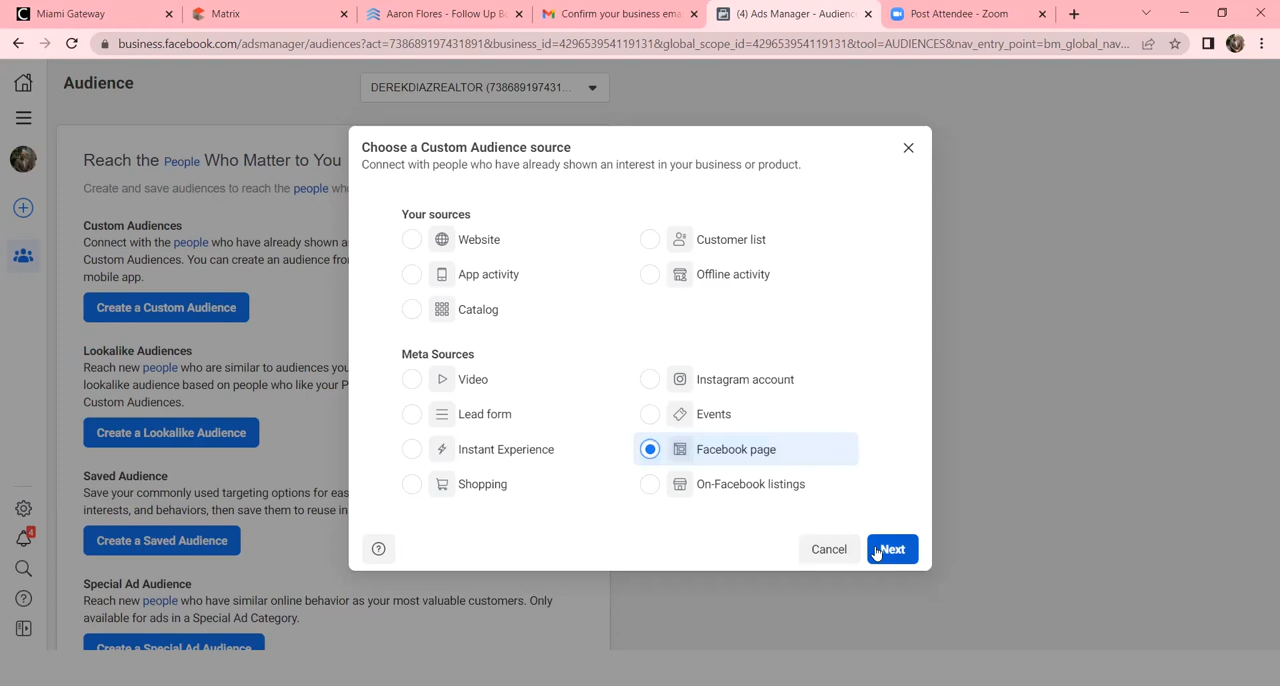 Miami Gateway
Matrix
Aaron Flores - Follow Up B
Confirm your business ema
(4) Ads Manager - Audienc
Post Attendee - Zoom
business.facebook.com/adsmanager/audiences?act=738689197431891&business_id=4296539541191​31&global_scope_id=429653954119131&tool=AUDIENCES&nav_entry_point=bm_global_nav...
Audience
DEREKDIAZREALTOR (738689197431...
Reach the People Who Matter to You
Create and save audiences to reach the people who
Custom Audiences
Connect with the people who have already shown a
Custom Audiences. You can create an audience fro
mobile app.
Create a Custom Audience
Lookalike Audiences
Reach new people who are similar to audiences you
lookalike audience based on people who like your P
Custom Audiences.
Create a Lookalike Audience
Saved Audience
Save your commonly used targeting options for eas
interests, and behaviors, then save them to reuse in
Create a Saved Audience
Special Ad Audience
Reach new people who have similar online behavior as your most valuable customers. Only
available for ads in a Special Ad Category.
Create a Special Ad Audience
4
Choose a Custom Audience source
Connect with people who have already shown an interest in your business or product.
Your sources
Website
Customer list
App activity
Offline activity
Catalog
Meta Sources
Video
Instagram account
Lead form
Events
Instant Experience
Facebook page
Shopping
On-Facebook listings
Cancel
Next